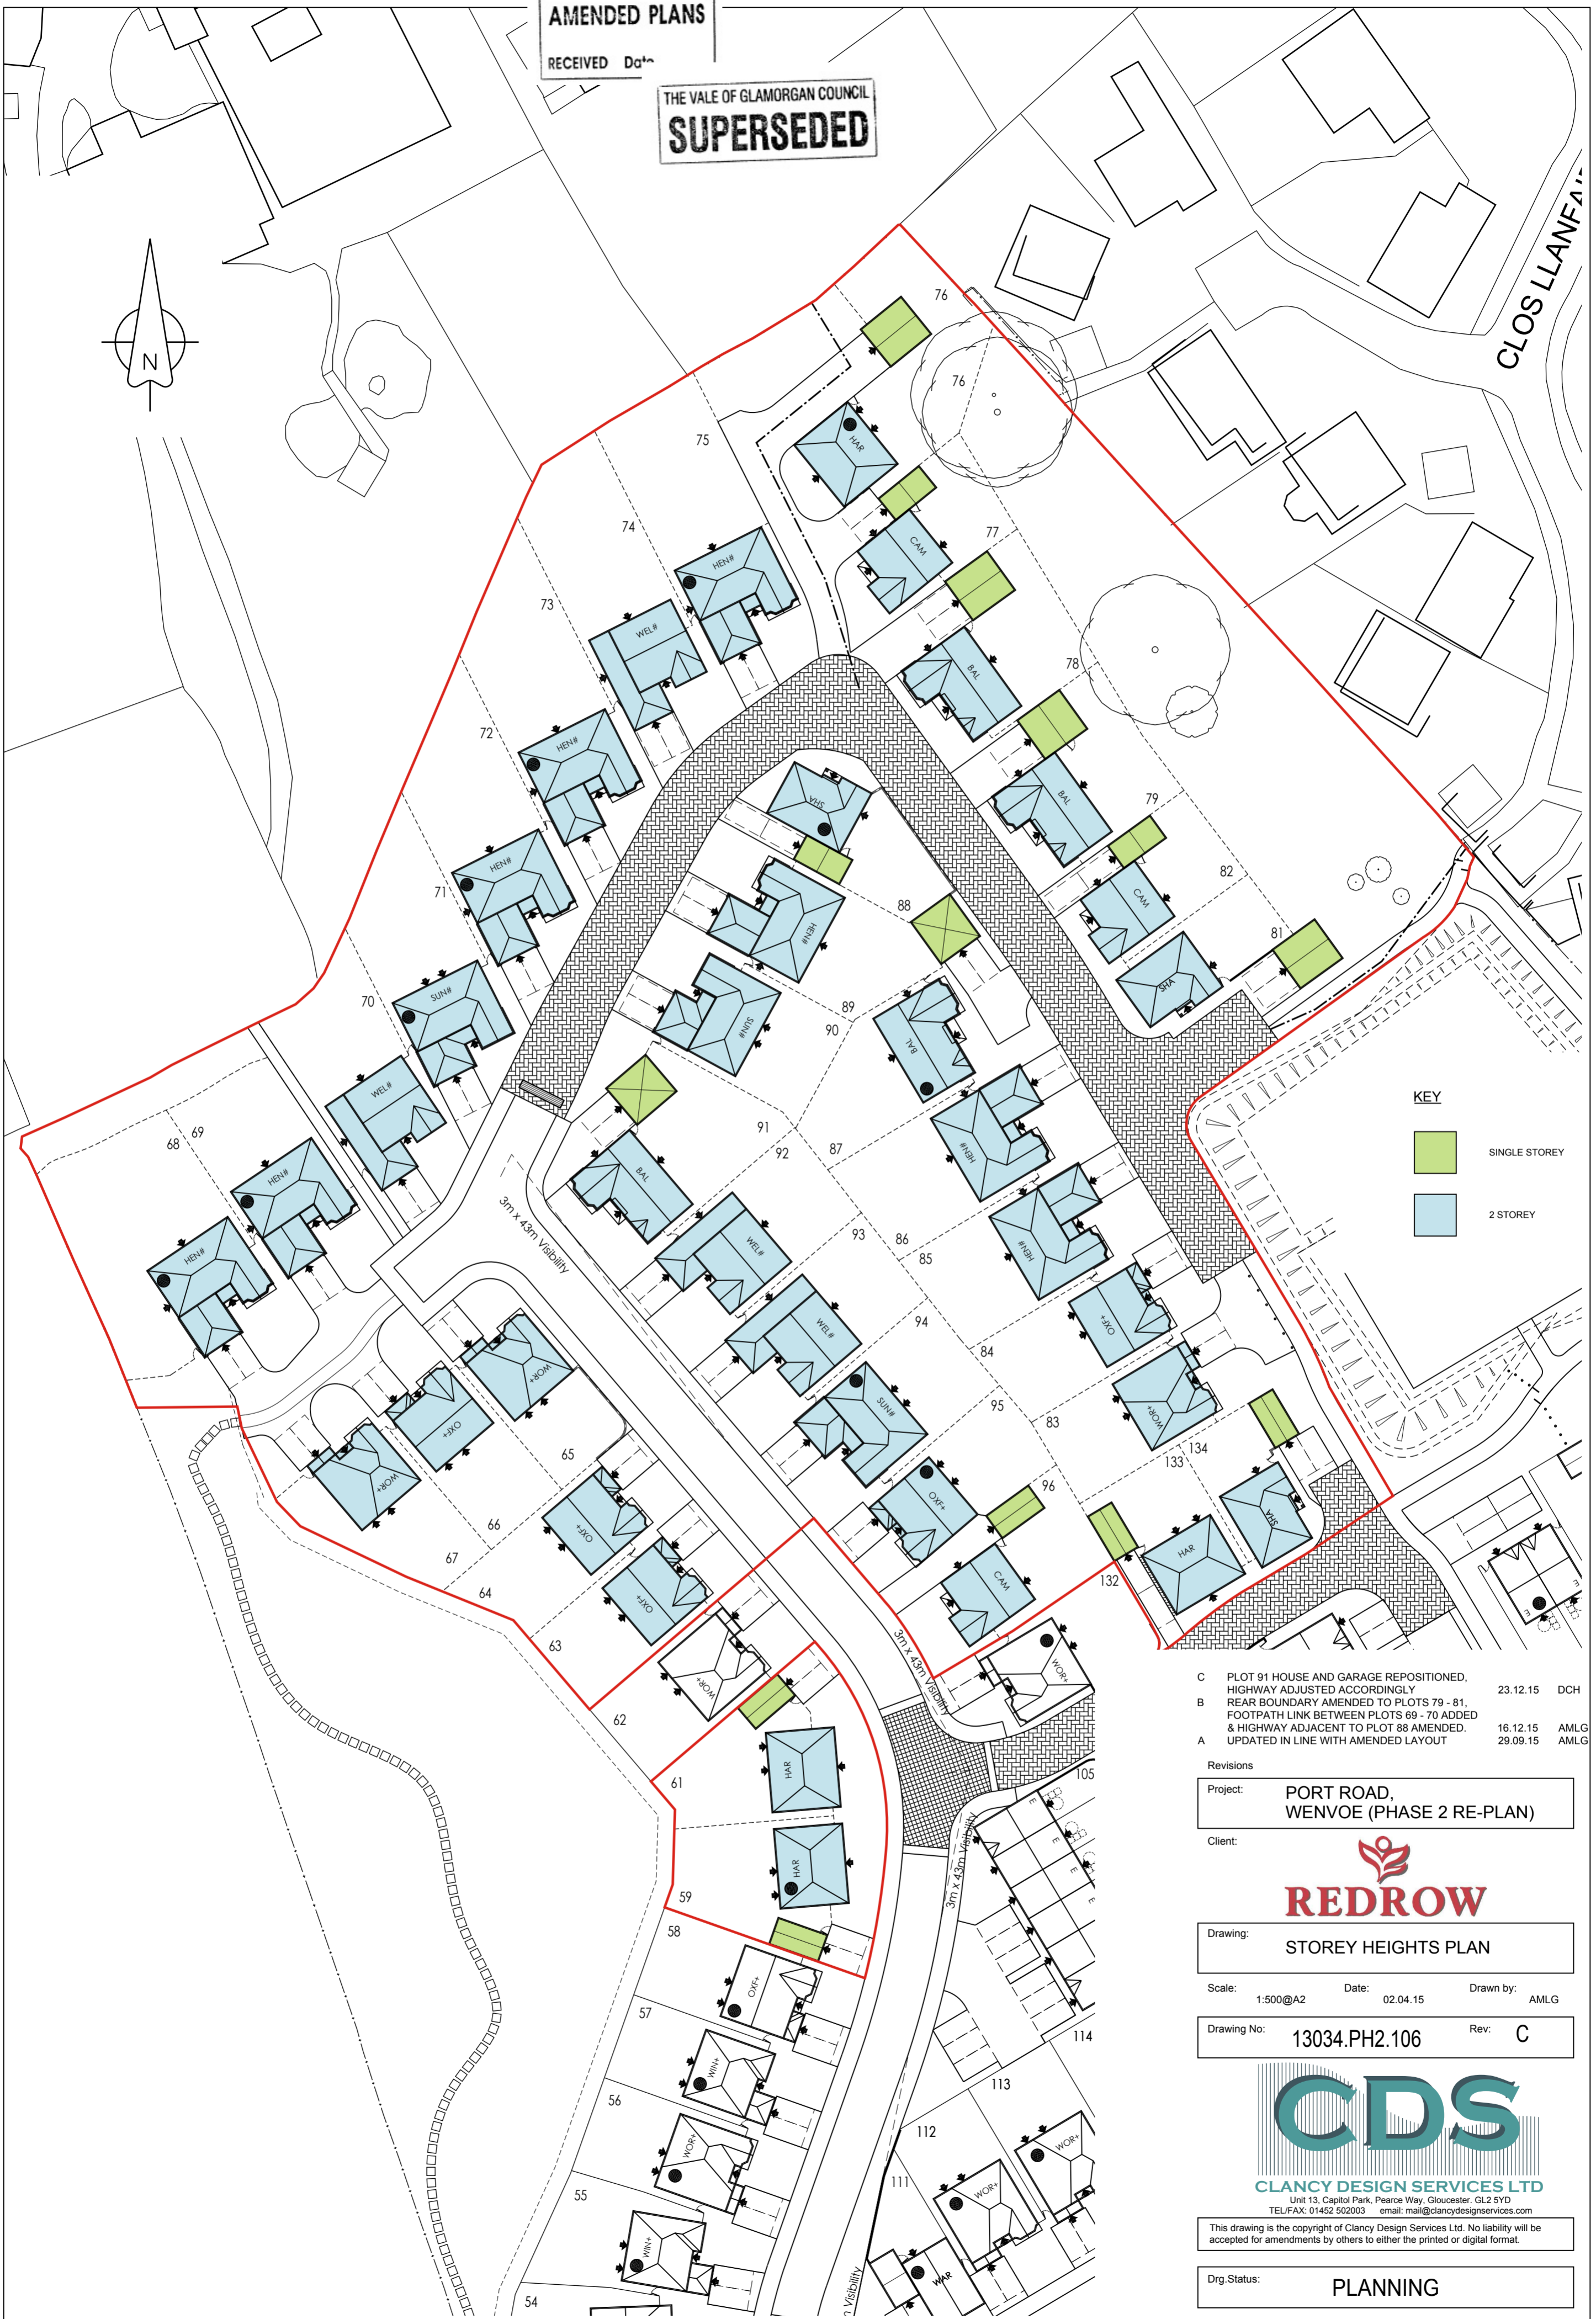 AMENDED PLANS
RECEIVED
THE VALE OF GLAMORGAN COUNCIL
SUPERSEDED
CLOS LLANFAIR
N
76
76
HAR
75
CAM
77
74
HEN#
73
WEL#
BAL
78
72
HEN#
BAL
79
SHA
71
HEN#
HEN#
88
CAM
82
81
SHA
70
SUN#
SUN#
89
90
BAL
WEL#
KEY
SINGLE STOREY
2 STOREY
68
69
HEN#
HEN#
BAL
91
92
87
HEN#
3m x 43m Visibility
WEL#
93
86
85
HEN#
WEL#
94
84
OXF+
WOR+
OXF+
WOR+
SUN#
95
83
WOR+
134
133
65
66
67
64
OXF+
OXF+
OXF+
96
SHA
HAR
132
CAM
63
62
WOR+
3m x 43m Visibility
WOR+
61
HAR
105
E
E
E
E
E
E
59
HAR
3m x 43m Visibility
58
OXF+
57
WIN+
114
113
56
WOR+
112
WOR+
111
WOR+
55
WIN+
WAR
54
n Visibility
C PLOT 91 HOUSE AND GARAGE REPOSITIONED,
HIGHWAY ADJUSTED ACCORDINGLY 23.12.15 DCH
B REAR BOUNDARY AMENDED TO PLOTS 79 - 81,
FOOTPATH LINK BETWEEN PLOTS 69 - 70 ADDED
& HIGHWAY ADJACENT TO PLOT 88 AMENDED. 16.12.15 AMLG
A UPDATED IN LINE WITH AMENDED LAYOUT 29.09.15 AMLG
Revisions
Project: PORT ROAD,
WENVOE (PHASE 2 RE-PLAN)
Client:
REDROW
Drawing:
STOREY HEIGHTS PLAN
Scale: 1:500@A2 Date: 02.04.15 Drawn by: AMLG
Drawing No: 13034.PH2.106 Rev: C
CDS
CLANCY DESIGN SERVICES LTD
Unit 13, Capitol Park, Pearce Way, Gloucester. GL2 5YD
TEL/FAX: 01452 502003 email: mail@clancydesignservices.com
This drawing is the copyright of Clancy Design Services Ltd. No liability will be
accepted for amendments by others to either the printed or digital format.
Drg.Status: PLANNING